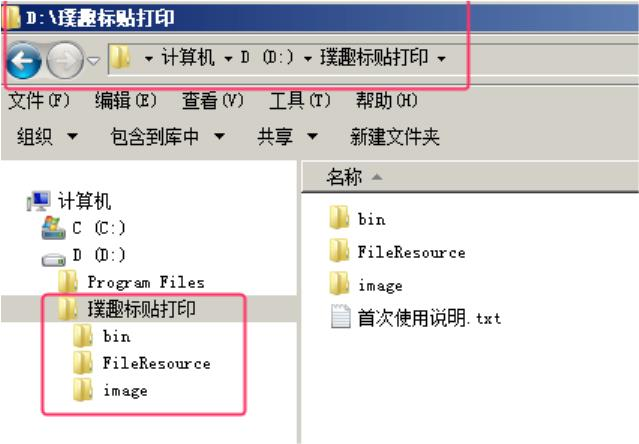 D:\璞趣标贴打印
计算机 D (D:) 璞趣标贴打印
文件(F) 编辑(E) 查看(V) 工具(T) 帮助(H)
组织 包含到库中 共享 新建文件夹
名称
计算机
C (C:)
D (D:)
Program Files
璞趣标贴打印
bin
FileResource
image
bin
FileResource
image
首次使用说明.txt